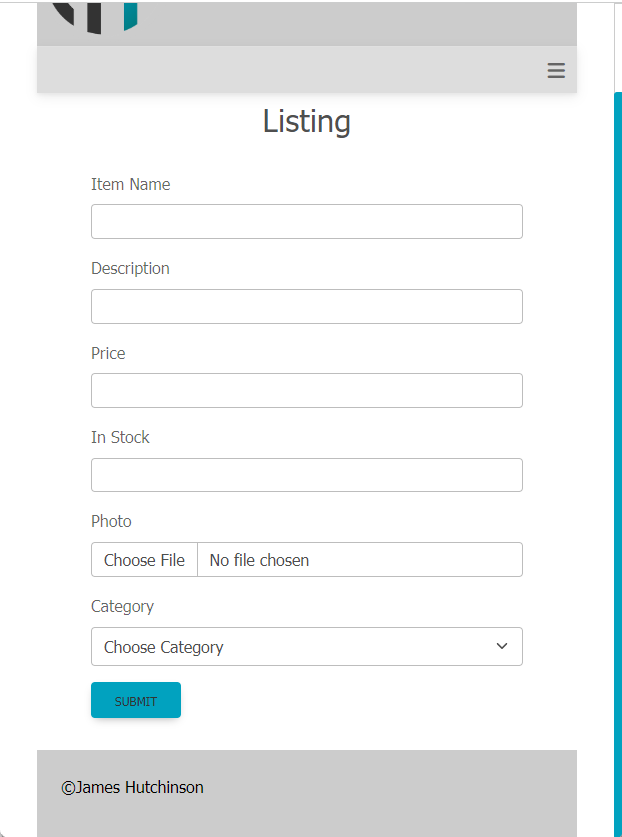 Listing
Item Name
Description
Price
In Stock
Photo
Choose File No file chosen
Category
Choose Category
SUBMIT
©James Hutchinson